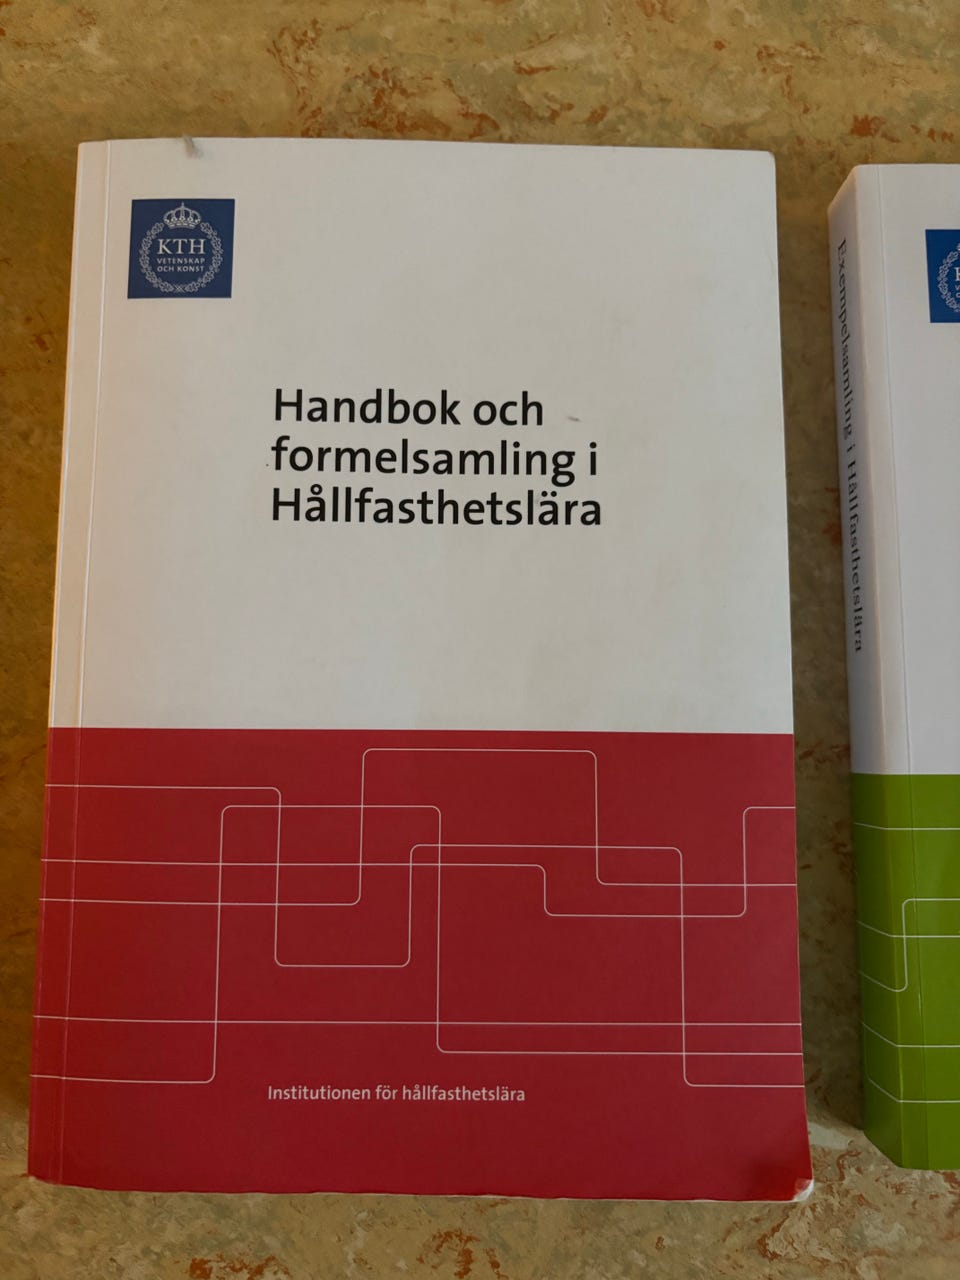 KTH
VETENSKAP
OCH KONST
Handbok och
formelsamling i
Hållfasthetslära
Institutionen för hållfasthetslära
Exempelsamling i Hållfasthetslära